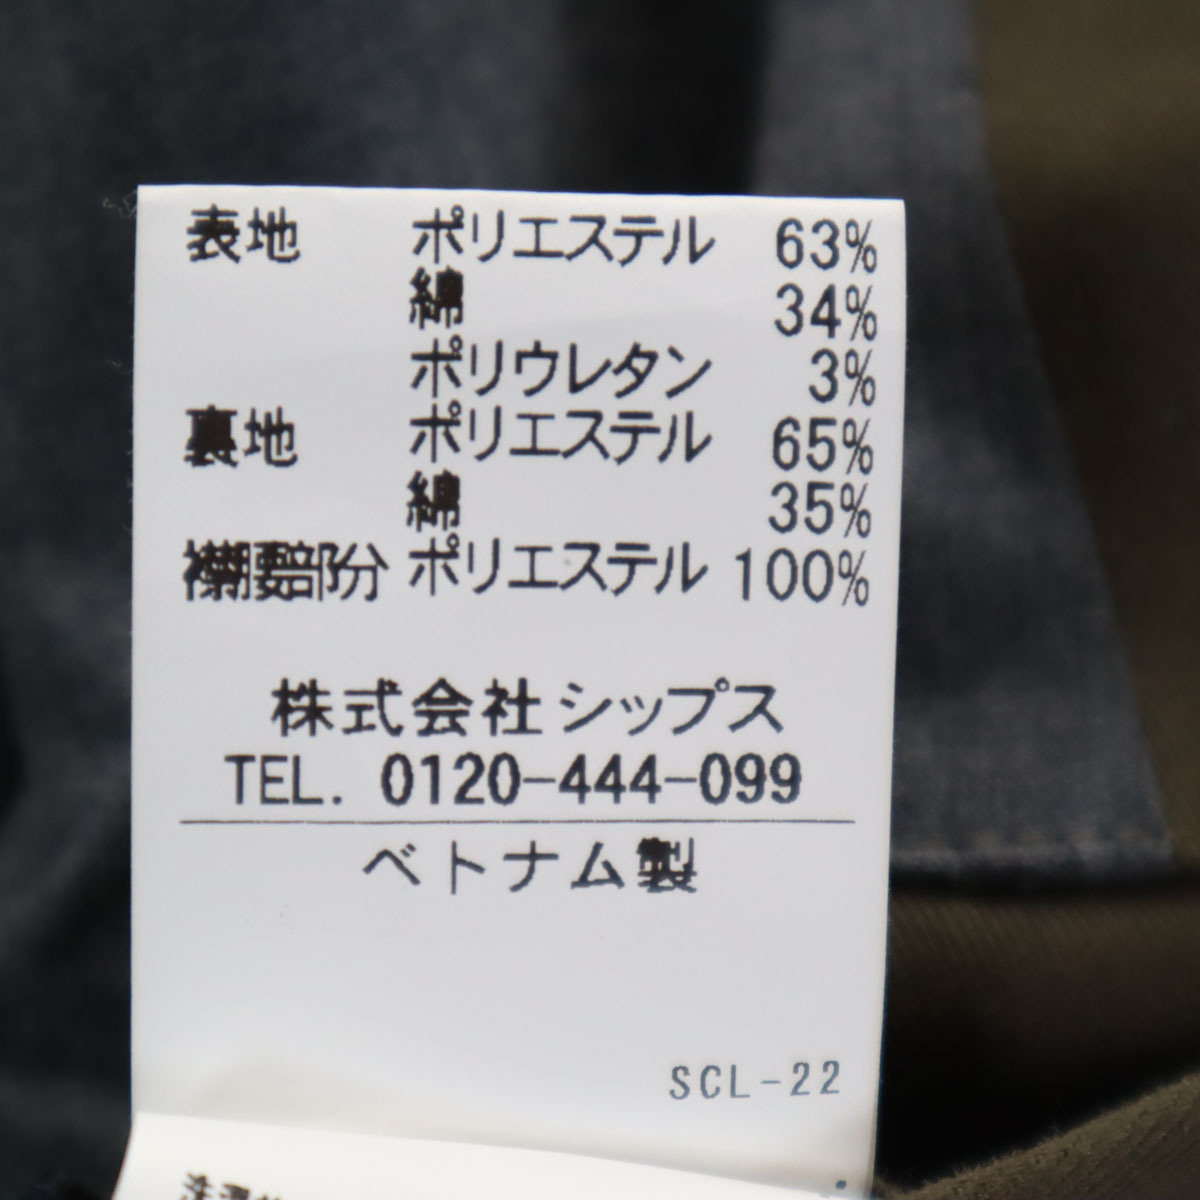 表地 ポリエステル 63%
綿 34%
ポリウレタン 3%
裏地 ポリエステル 65%
綿 35%
襟腰部分 ポリエステル 100%
株式会社シップス
TEL. 0120-444-099
ベトナム製
SCL-22